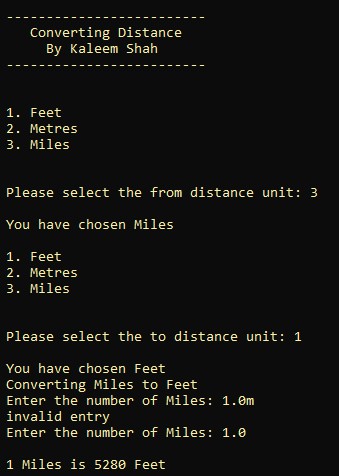 -------------------------
Converting Distance
By Kaleem Shah
-------------------------
1. Feet
2. Metres
3. Miles
Please select the from distance unit: 3
You have chosen Miles
1. Feet
2. Metres
3. Miles
Please select the to distance unit: 1
You have chosen Feet
Converting Miles to Feet
Enter the number of Miles: 1.0m
invalid entry
Enter the number of Miles: 1.0
1 Miles is 5280 Feet